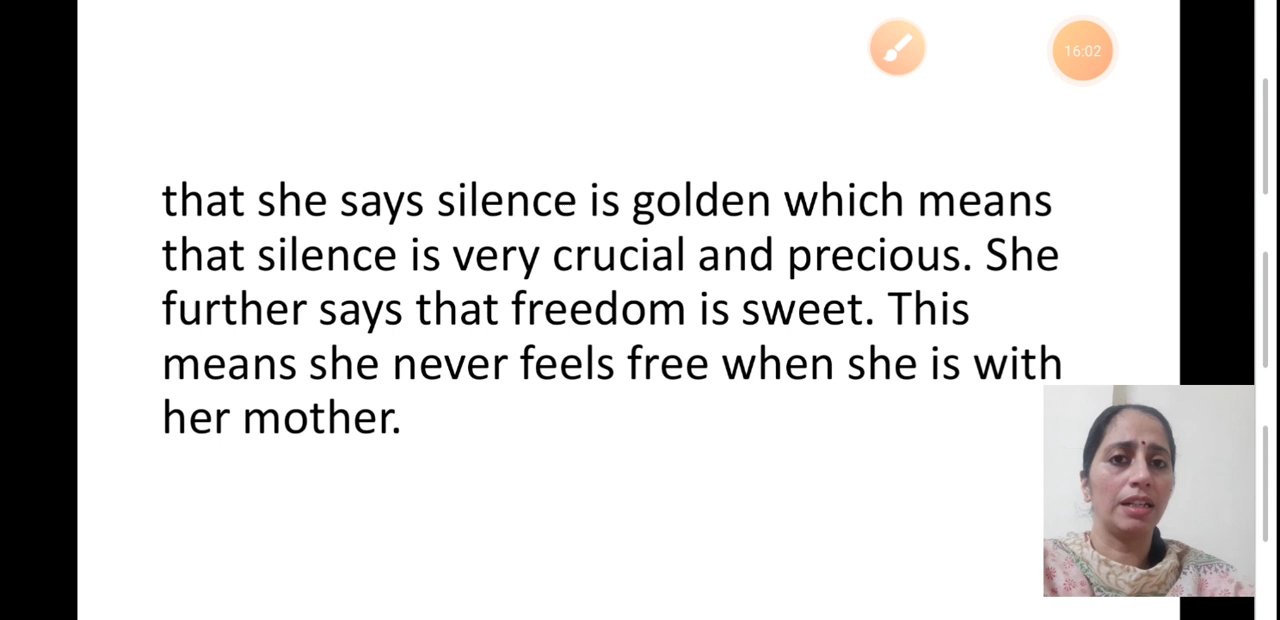 16:02
that she says silence is golden which means
that silence is very crucial and precious. She
further says that freedom is sweet. This
means she never feels free when she is with
her mother.